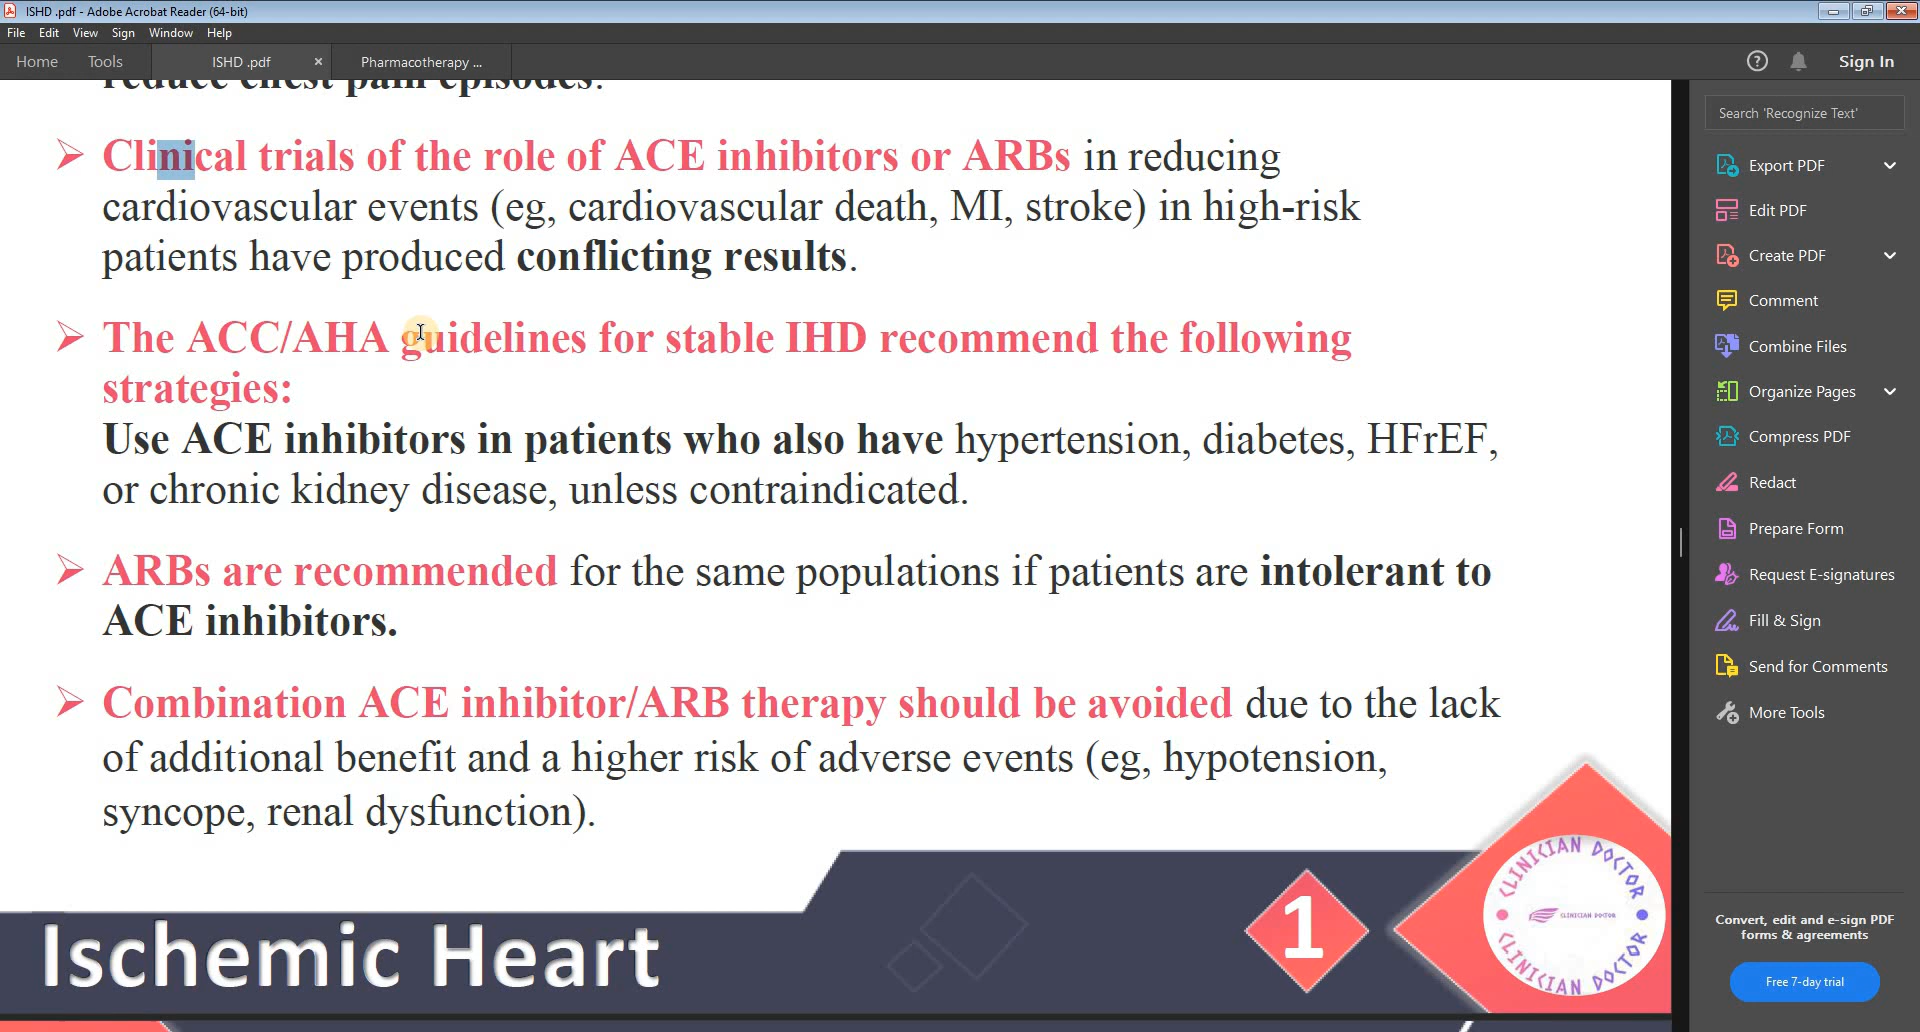 ISHD .pdf - Adobe Acrobat Reader (64-bit)
File Edit View Sign Window Help
Home Tools ISHD .pdf × Pharmacotherapy ... Sign In
reduce chest pain episodes.
Clinical trials of the role of ACE inhibitors or ARBs in reducing
cardiovascular events (eg, cardiovascular death, MI, stroke) in high-risk
patients have produced conflicting results.
The ACC/AHA guidelines for stable IHD recommend the following
strategies:
Use ACE inhibitors in patients who also have hypertension, diabetes, HFrEF,
or chronic kidney disease, unless contraindicated.
ARBs are recommended for the same populations if patients are intolerant to
ACE inhibitors.
Combination ACE inhibitor/ARB therapy should be avoided due to the lack
of additional benefit and a higher risk of adverse events (eg, hypotension,
syncope, renal dysfunction).
Ischemic Heart
1
CLINICIAN DOCTOR
CLINICIAN DOCTOR
CLINICIAN DOCTOR
Search 'Recognize Text'
Export PDF
Edit PDF
Create PDF
Comment
Combine Files
Organize Pages
Compress PDF
Redact
Prepare Form
Request E-signatures
Fill & Sign
Send for Comments
More Tools
Convert, edit and e-sign PDF
forms & agreements
Free 7-day trial